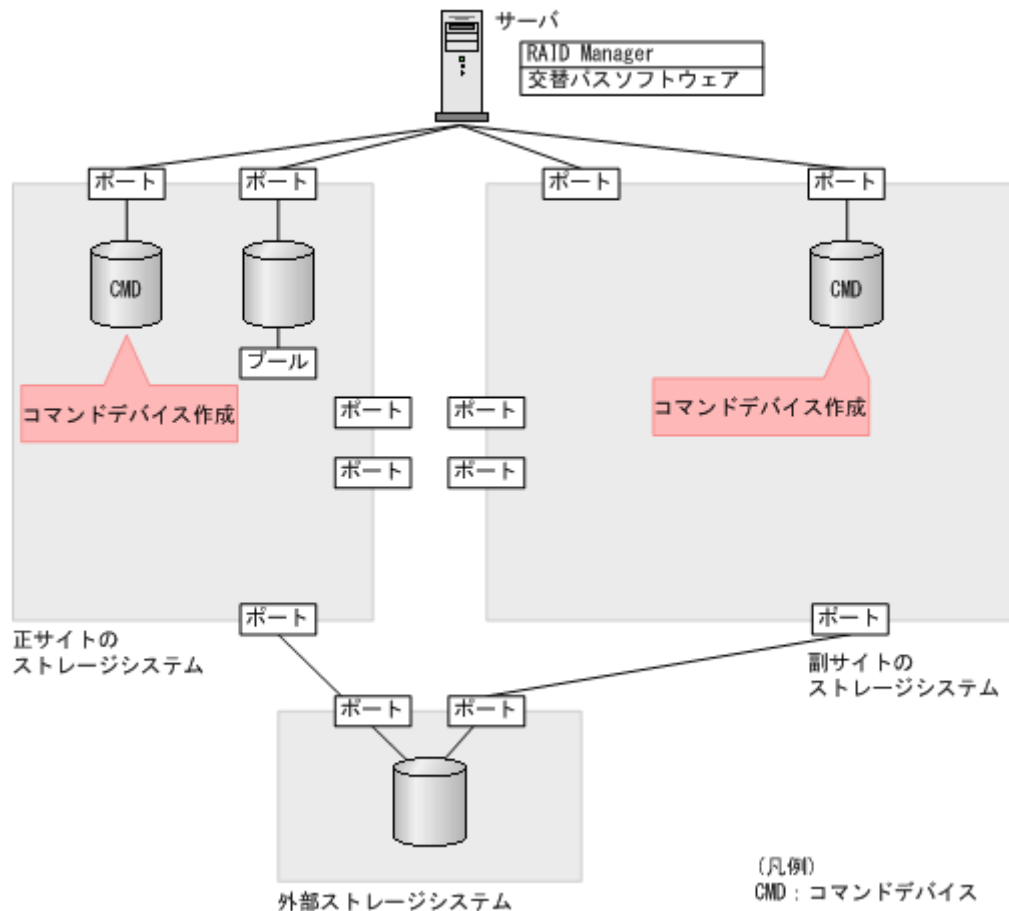 サーバ
RAID Manager
交替パスソフトウェア
ポート
ポート
ポート
ポート
CMD
CMD
プール
コマンドデバイス作成
コマンドデバイス作成
ポート
ポート
ポート
ポート
ポート
ポート
正サイトの
ストレージシステム
副サイトの
ストレージシステム
ポート
ポート
外部ストレージシステム
(凡例)
CMD : コマンドデバイス